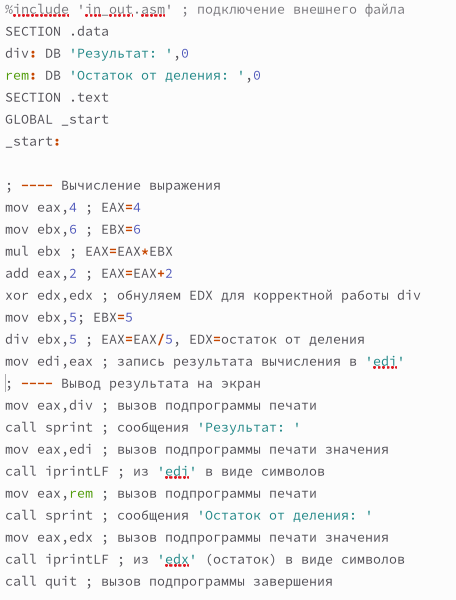 %include 'in_out.asm' ; подключение внешнего файла
SECTION .data
div: DB 'Результат: ',0
rem: DB 'Остаток от деления: ',0
SECTION .text
GLOBAL _start
_start:
; ---- Вычисление выражения
mov eax,4 ; EAX=4
mov ebx,6 ; EBX=6
mul ebx ; EAX=EAX*EBX
add eax,2 ; EAX=EAX+2
xor edx,edx ; обнуляем EDX для корректной работы div
mov ebx,5; EBX=5
div ebx,5 ; EAX=EAX/5, EDX=остаток от деления
mov edi,eax ; запись результата вычисления в 'edi'
; ---- Вывод результата на экран
mov eax,div ; вызов подпрограммы печати
call sprint ; сообщения 'Результат: '
mov eax,edi ; вызов подпрограммы печати значения
call iprintLF ; из 'edi' в виде символов
mov eax,rem ; вызов подпрограммы печати
call sprint ; сообщения 'Остаток от деления: '
mov eax,edx ; вызов подпрограммы печати значения
call iprintLF ; из 'edx' (остаток) в виде символов
call quit ; вызов подпрограммы завершения